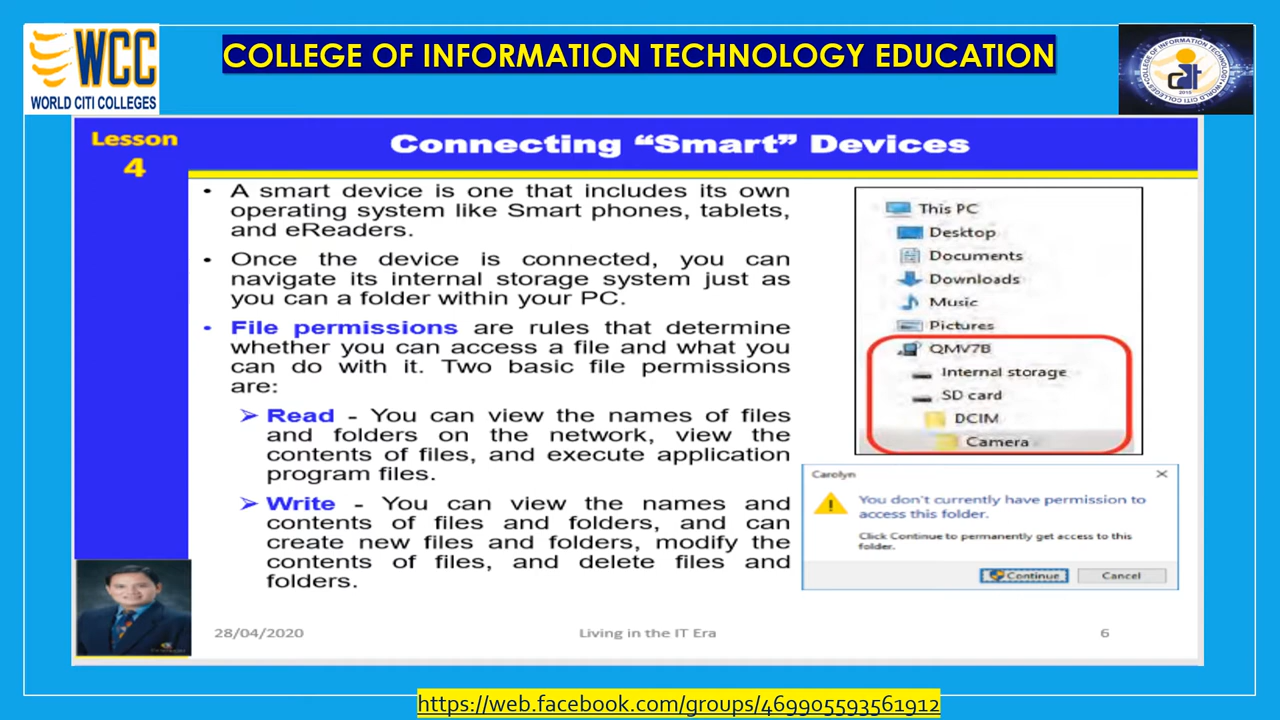 WCC
WORLD CITI COLLEGES
COLLEGE OF INFORMATION TECHNOLOGY EDUCATION
Lesson
4
Connecting “Smart” Devices
• A smart device is one that includes its own
operating system like Smart phones, tablets,
and eReaders.
• Once the device is connected, you can
navigate its internal storage system just as
you can a folder within your PC.
• File permissions are rules that determine
whether you can access a file and what you
can do with it. Two basic file permissions
are:
➢ Read - You can view the names of files
and folders on the network, view the
contents of files, and execute application
program files.
➢ Write - You can view the names and
contents of files and folders, and can
create new files and folders, modify the
contents of files, and delete files and
folders.
This PC
Desktop
Documents
Downloads
Music
Pictures
QMV7B
Internal storage
SD card
DCIM
Camera
Carolyn
You don't currently have permission to
access this folder.
Click Continue to permanently get access to this
folder.
Continue Cancel
28/04/2020 Living in the IT Era 6
https://web.facebook.com/groups/469905593561912